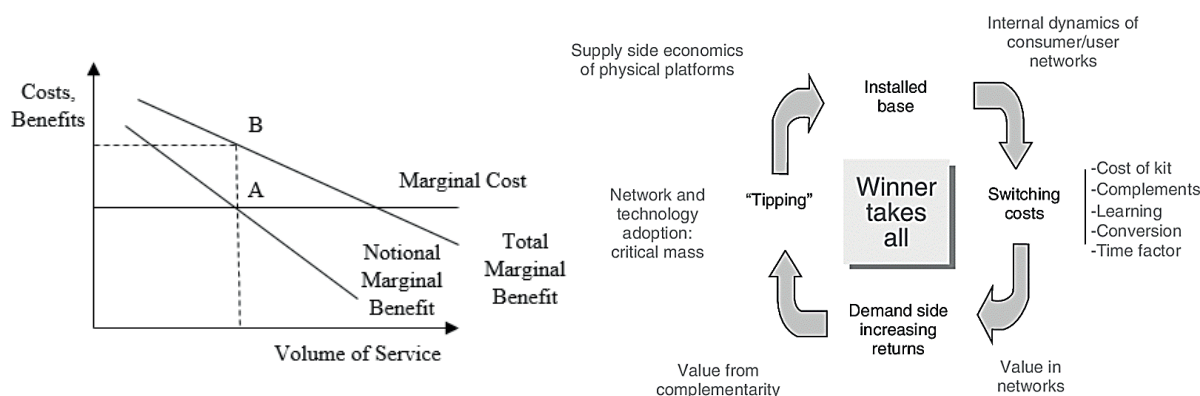 Costs,
Benefits
B
A
Marginal Cost
Notional
Marginal
Benefit
Total
Marginal
Benefit
Volume of Service
Supply side economics
of physical platforms
Internal dynamics of
consumer/user
networks
Installed
base
Network and
technology
adoption:
critical mass
"Tipping"
Winner
takes
all
Switching
costs
-Cost of kit
-Complements
-Learning
-Conversion
-Time factor
Demand side
increasing
returns
Value from
complementarity
Value in
networks